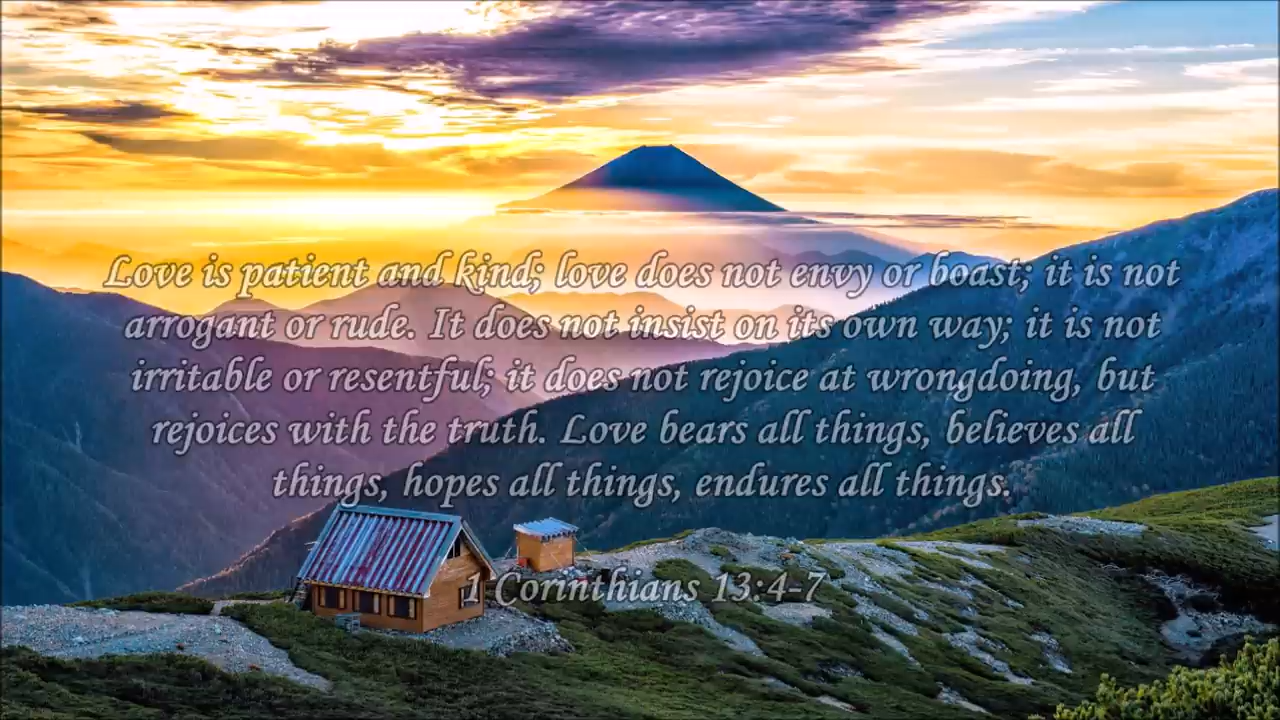 Love is patient and kind; love does not envy or boast; it is not
arrogant or rude. It does not insist on its own way; it is not
irritable or resentful; it does not rejoice at wrongdoing, but
rejoices with the truth. Love bears all things, believes all
things, hopes all things, endures all things.
1 Corinthians 13:4-7